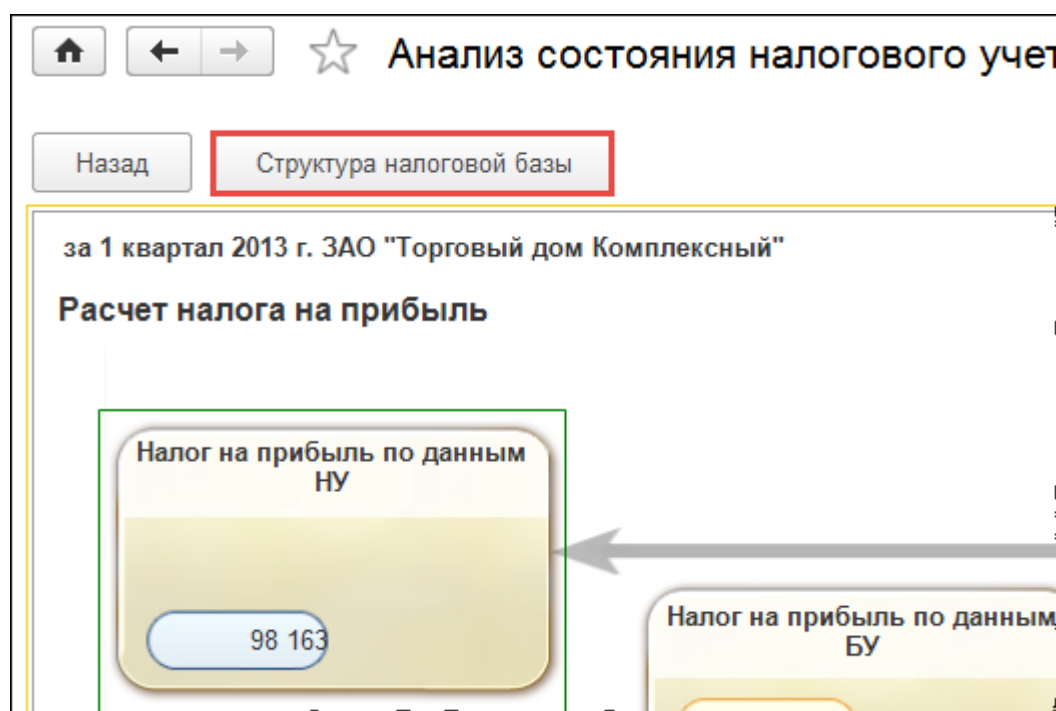 Анализ состояния налогового учет
Назад
Структура налоговой базы
за 1 квартал 2013 г. ЗАО "Торговый дом Комплексный"
Расчет налога на прибыль
Налог на прибыль по данным
НУ
98 163
Налог на прибыль по данным
БУ